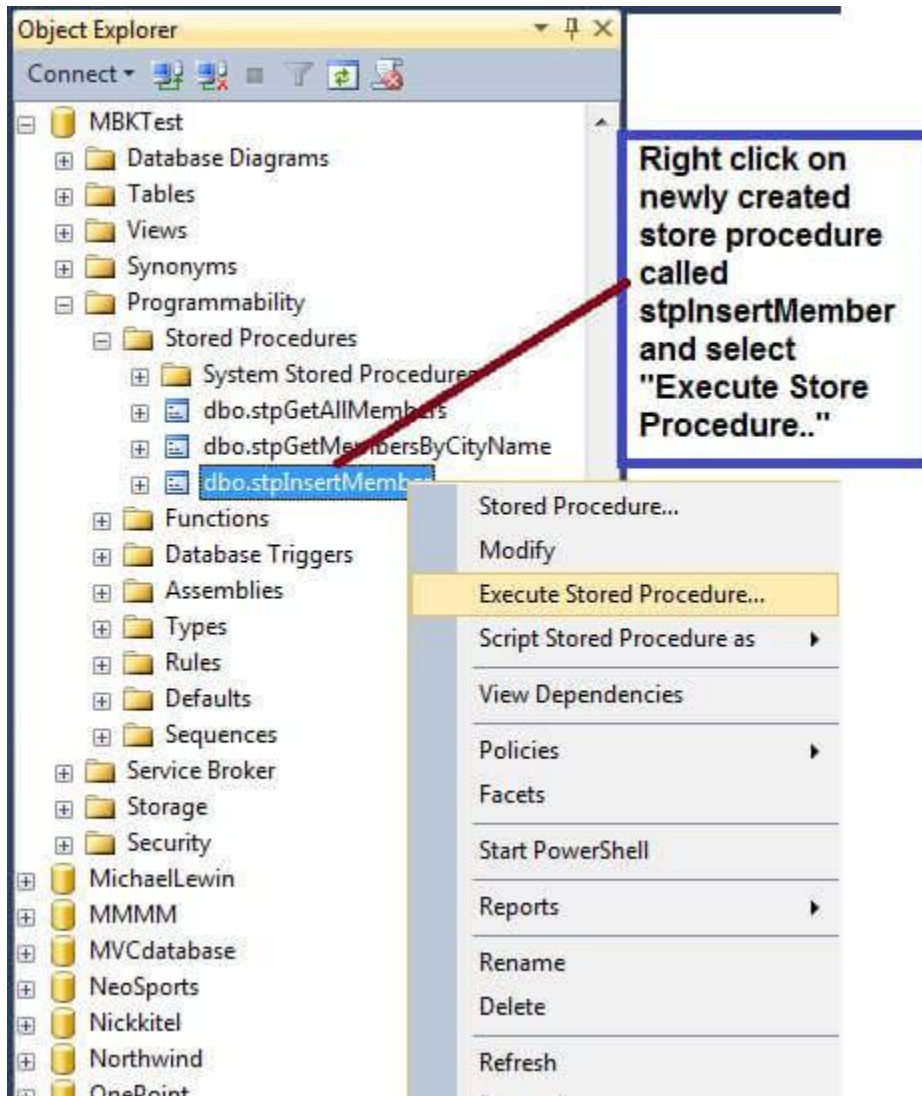 Object Explorer
Connect
MBKTest
Database Diagrams
Tables
Views
Synonyms
Programmability
Stored Procedures
System Stored Procedures
dbo.stpGetAllMembers
dbo.stpGetMembersByCityName
dbo.stpInsertMember
Functions
Database Triggers
Assemblies
Types
Rules
Defaults
Sequences
Service Broker
Storage
Security
MichaelLewin
MMMM
MVCdatabase
NeoSports
Nickkitel
Northwind
OnePoint
Right click on
newly created
store procedure
called
stpInsertMember
and select
"Execute Store
Procedure.."
Stored Procedure...
Modify
Execute Stored Procedure...
Script Stored Procedure as
View Dependencies
Policies
Facets
Start PowerShell
Reports
Rename
Delete
Refresh